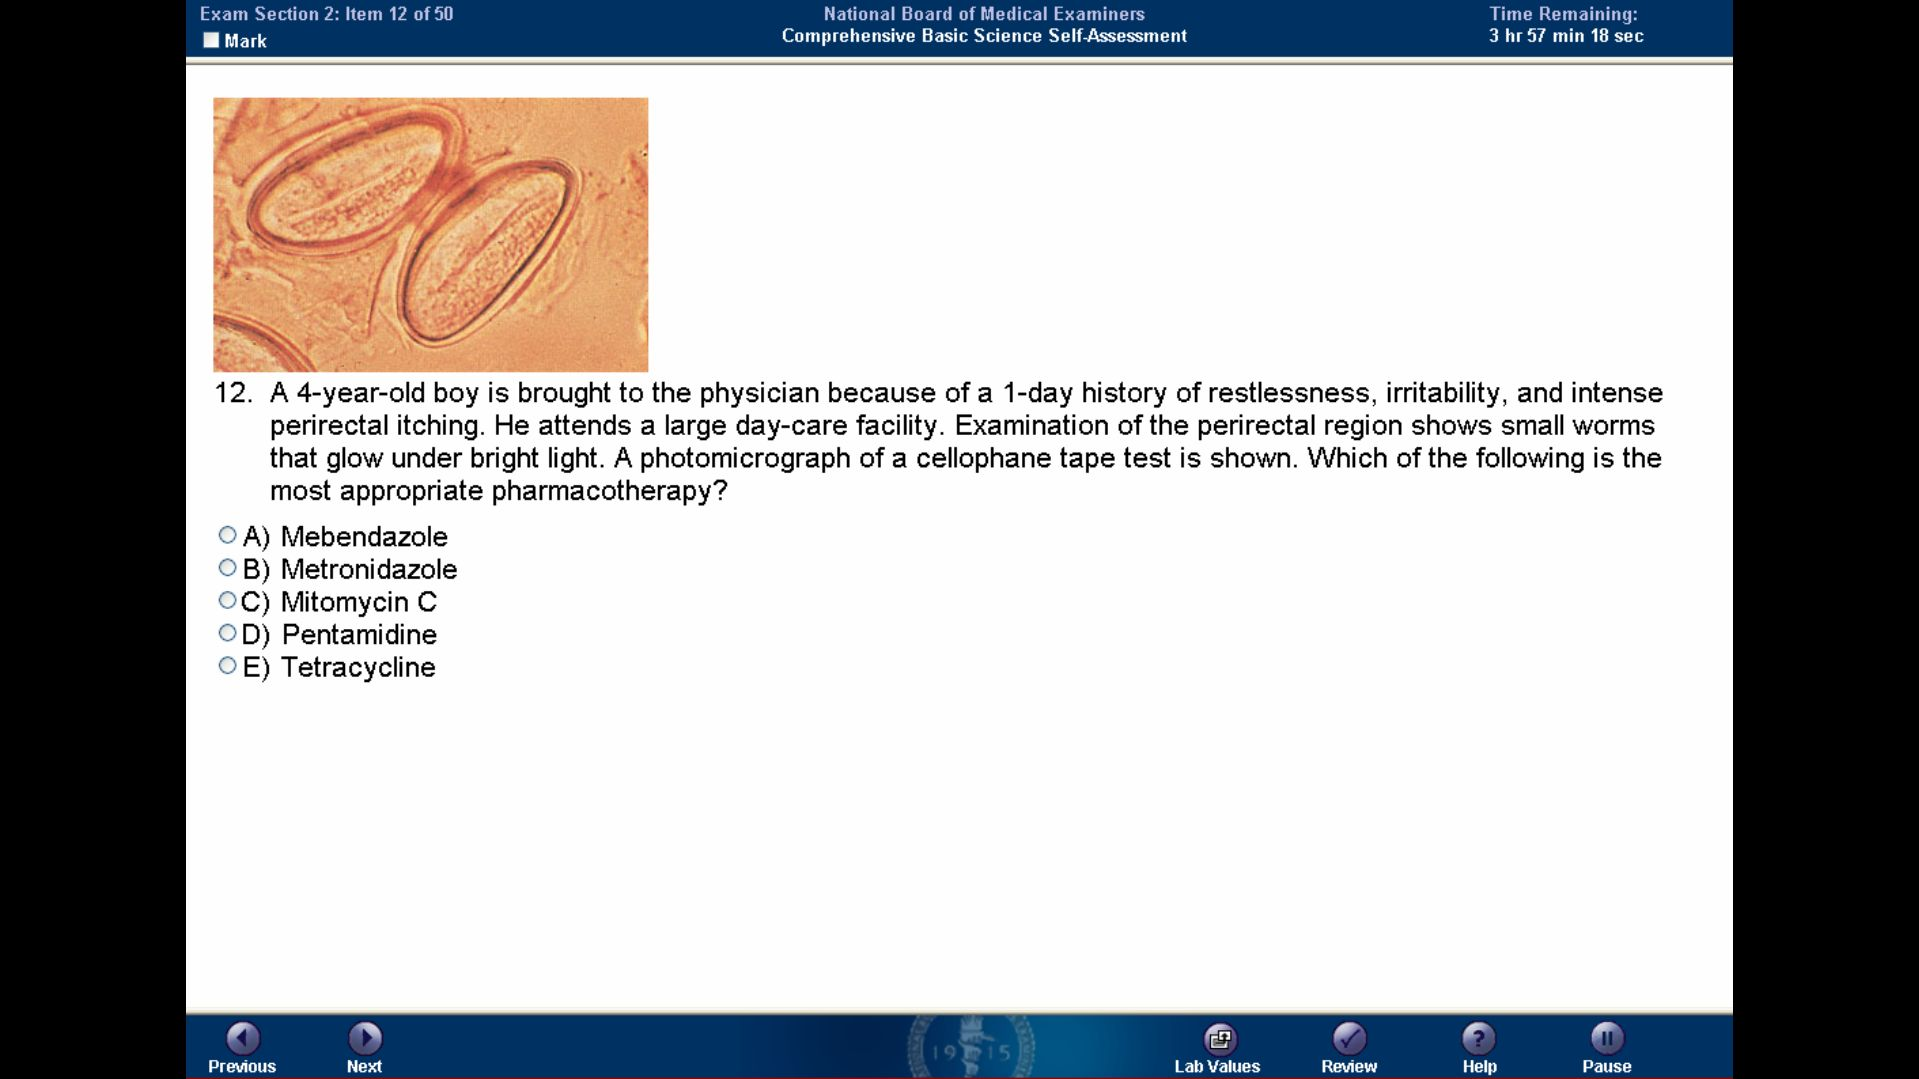 Exam Section 2: Item 12 of 50
National Board of Medical Examiners
Time Remaining:
Mark
Comprehensive Basic Science Self-Assessment
3 hr 57 min 18 sec
12. A 4-year-old boy is brought to the physician because of a 1-day history of restlessness, irritability, and intense
perirectal itching. He attends a large day-care facility. Examination of the perirectal region shows small worms
that glow under bright light. A photomicrograph of a cellophane tape test is shown. Which of the following is the
most appropriate pharmacotherapy?
A) Mebendazole
B) Metronidazole
C) Mitomycin C
D) Pentamidine
E) Tetracycline
1915
Previous
Next
Lab Values
Review
Help
Pause